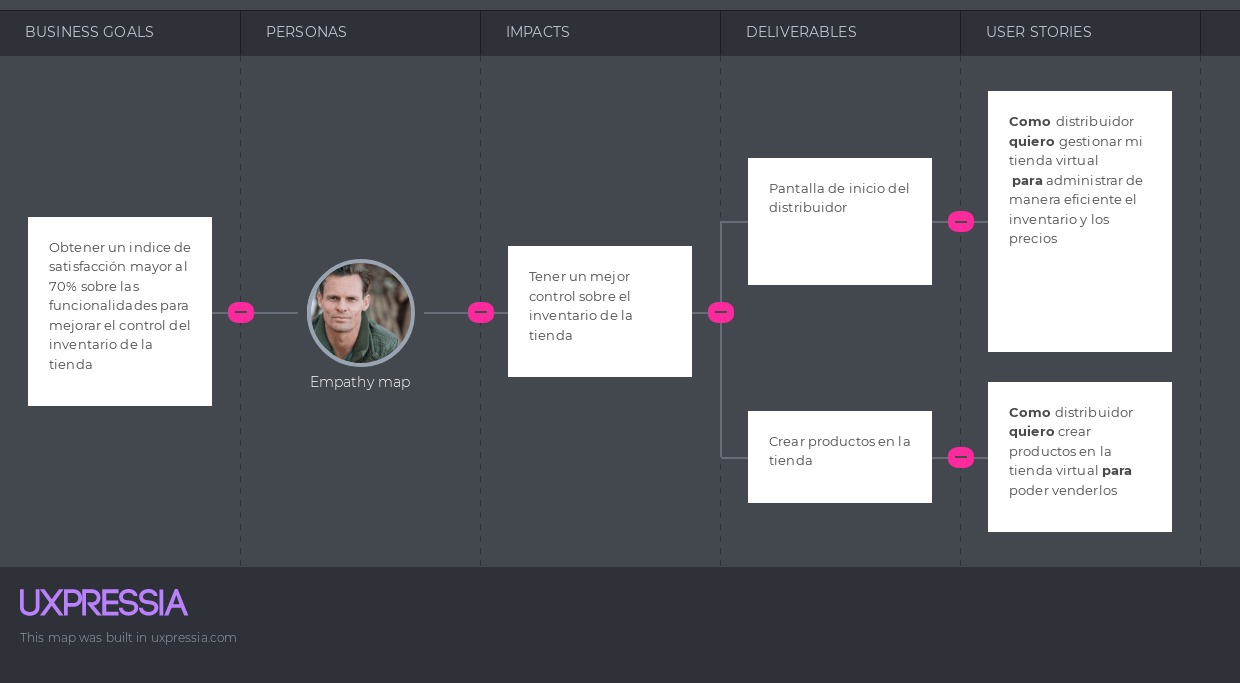 BUSINESS GOALS
PERSONAS
IMPACTS
DELIVERABLES
USER STORIES
Obtener un indice de
satisfacción mayor al
70% sobre las
funcionalidades para
mejorar el control del
inventario de la
tienda
Empathy map
Tener un mejor
control sobre el
inventario de la
tienda
Pantalla de inicio del
distribuidor
Crear productos en la
tienda
Como distribuidor
quiero gestionar mi
tienda virtual
para administrar de
manera eficiente el
inventario y los
precios
Como distribuidor
quiero crear
productos en la
tienda virtual para
poder venderlos
UXPRESSIA
This map was built in uxpressia.com